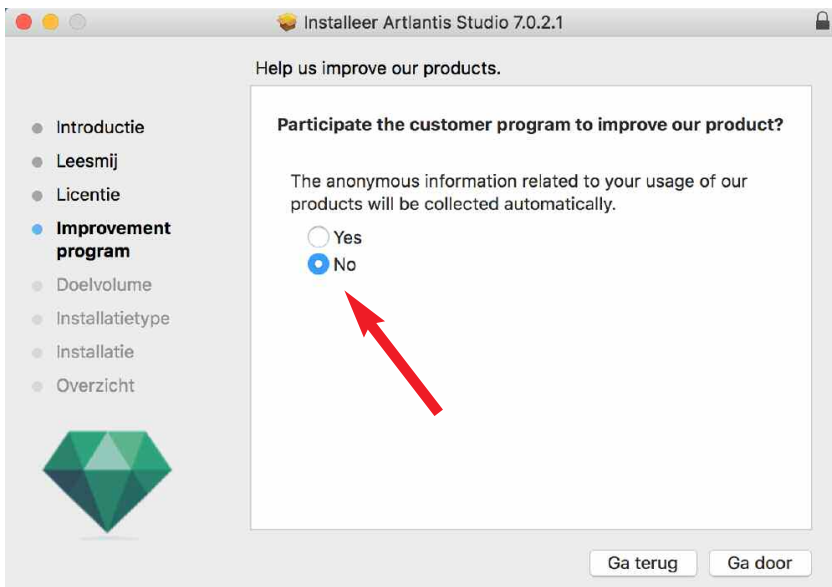 Installeer Artlantis Studio 7.0.2.1
Help us improve our products.
Introductie
Leesmij
Licentie
Improvement
program
Doelvolume
Installatietype
Installatie
Overzicht
Participate the customer program to improve our product?
The anonymous information related to your usage of our
products will be collected automatically.
Yes
No
Ga terug
Ga door